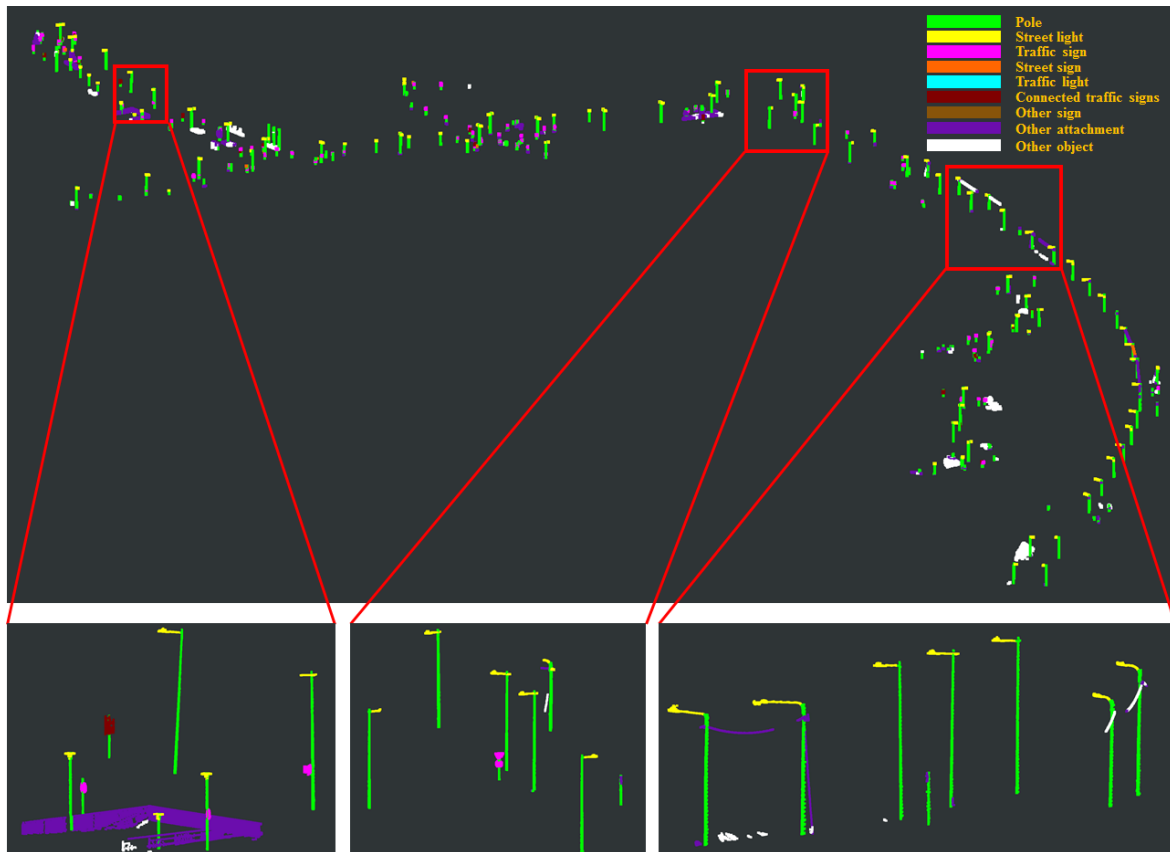 Pole
Street light
Traffic sign
Street sign
Traffic light
Connected traffic signs
Other sign
Other attachment
Other object